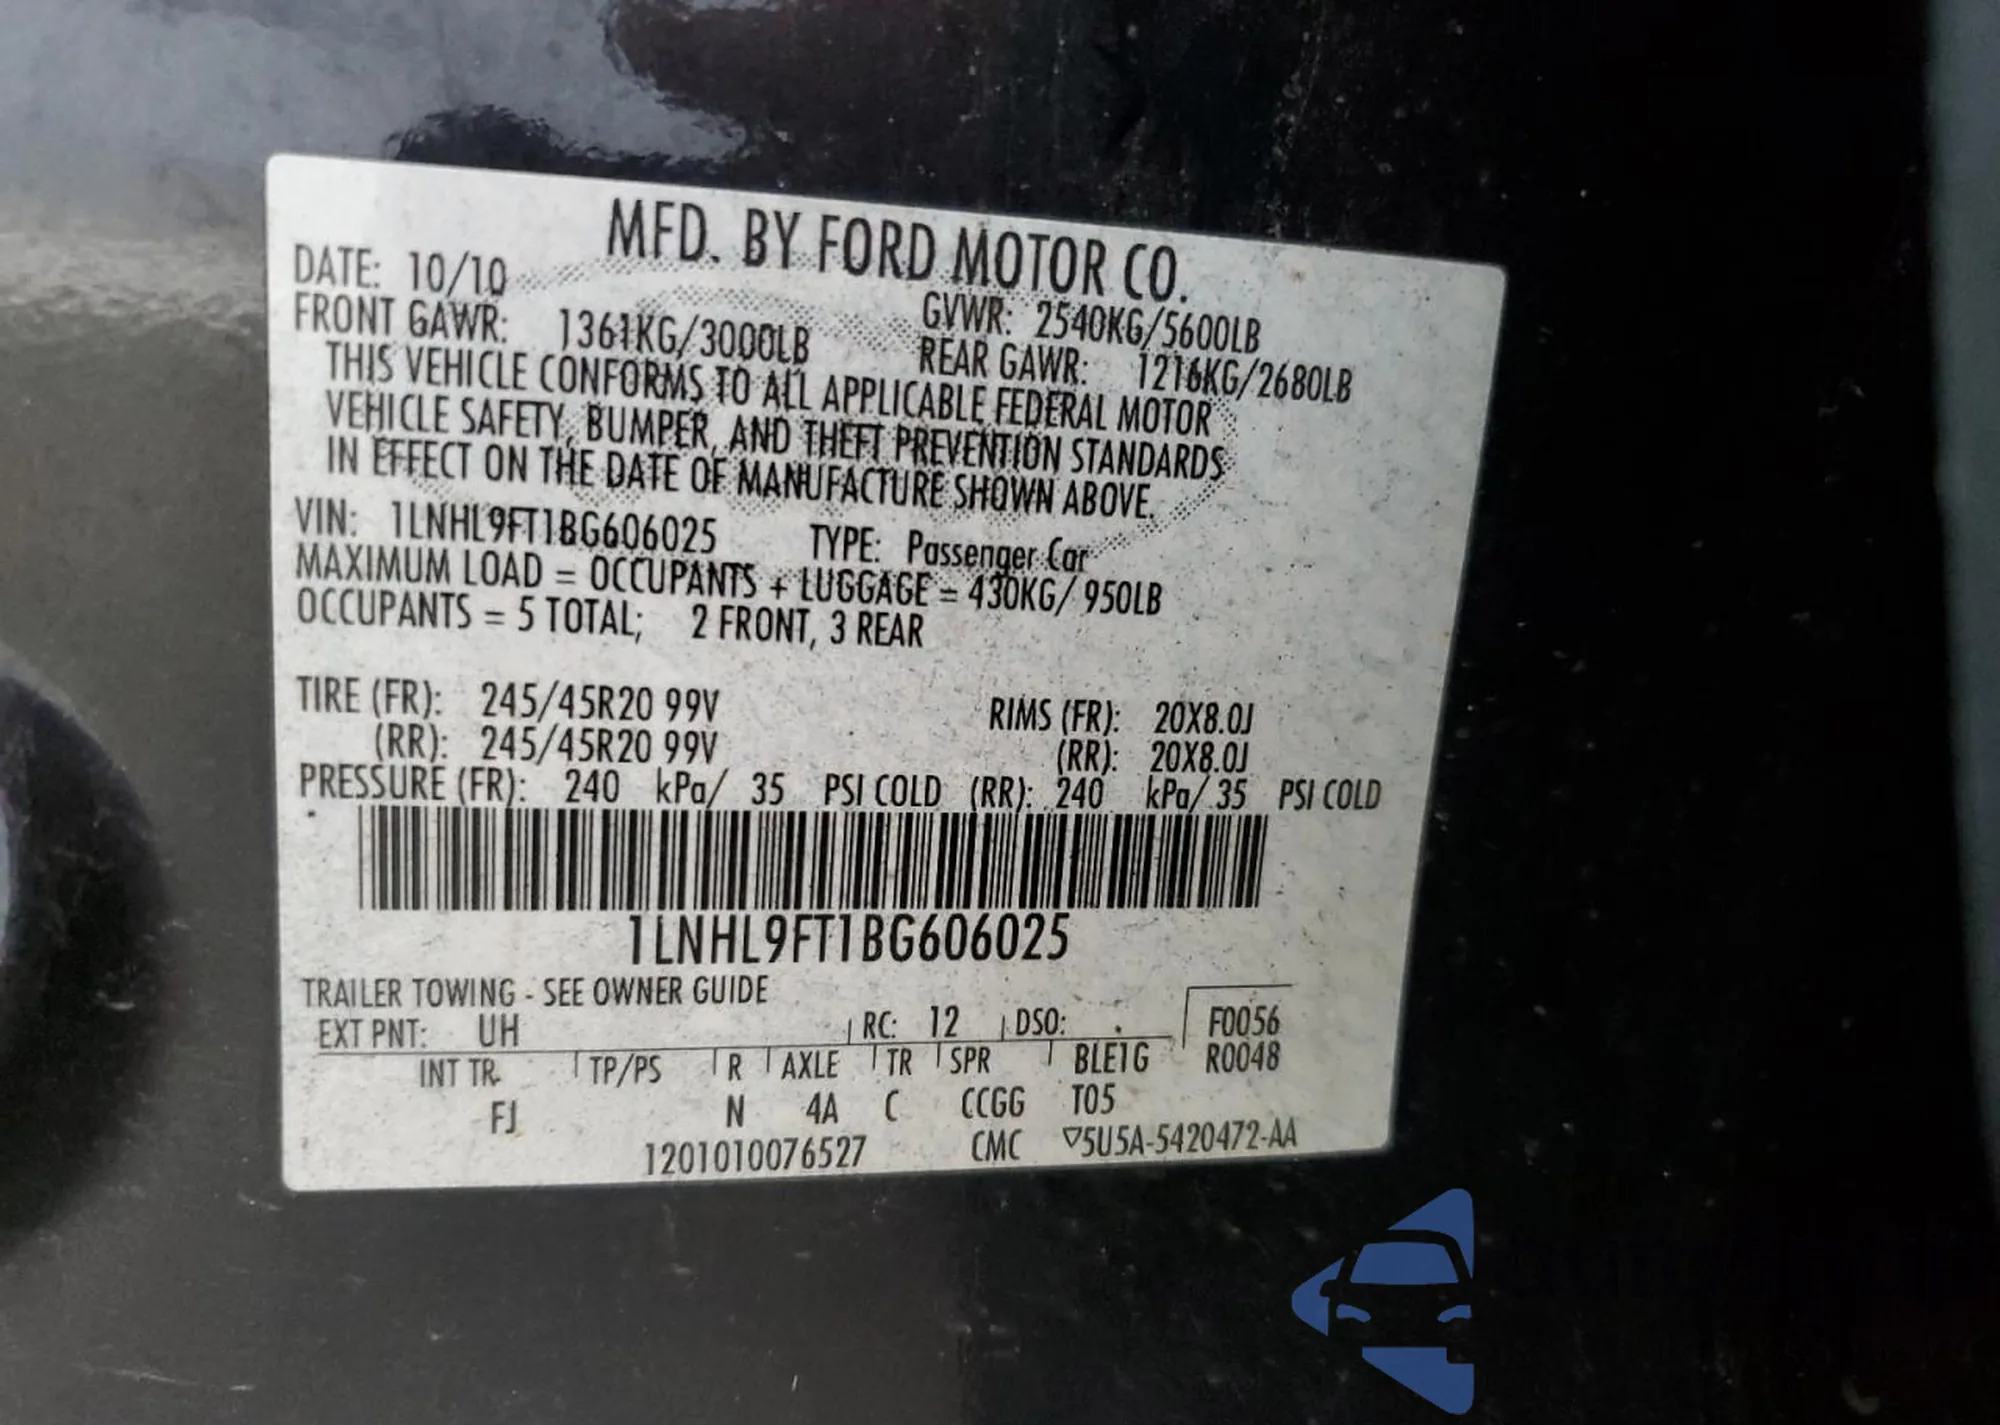 MFD. BY FORD MOTOR CO.
DATE: 10/10
GVWR: 2540KG/5600LB
FRONT GAWR: 1361KG/3000LB
REAR GAWR: 1216KG/2680LB
THIS VEHICLE CONFORMS TO ALL APPLICABLE FEDERAL MOTOR
VEHICLE SAFETY, BUMPER, AND THEFT PREVENTION STANDARDS
IN EFFECT ON THE DATE OF MANUFACTURE SHOWN ABOVE.
VIN: 1LNHL9FT1BG606025 TYPE: Passenger Car
MAXIMUM LOAD = OCCUPANTS + LUGGAGE = 430KG/ 950LB
OCCUPANTS = 5 TOTAL; 2 FRONT, 3 REAR
TIRE (FR): 245/45R20 99V RIMS (FR): 20X8.0J
(RR): 245/45R20 99V (RR): 20X8.0J
PRESSURE (FR): 240 kPa/ 35 PSI COLD (RR): 240 kPa/ 35 PSI COLD
1LNHL9FT1BG606025
TRAILER TOWING - SEE OWNER GUIDE
EXT PNT: UH RC: 12 DSO: F0056
INT TR TP/PS R AXLE TR SPR BLE1G R0048
FJ N 4A C CCGG T05
1201010076527 CMC ▽5U5A-5420472-AA